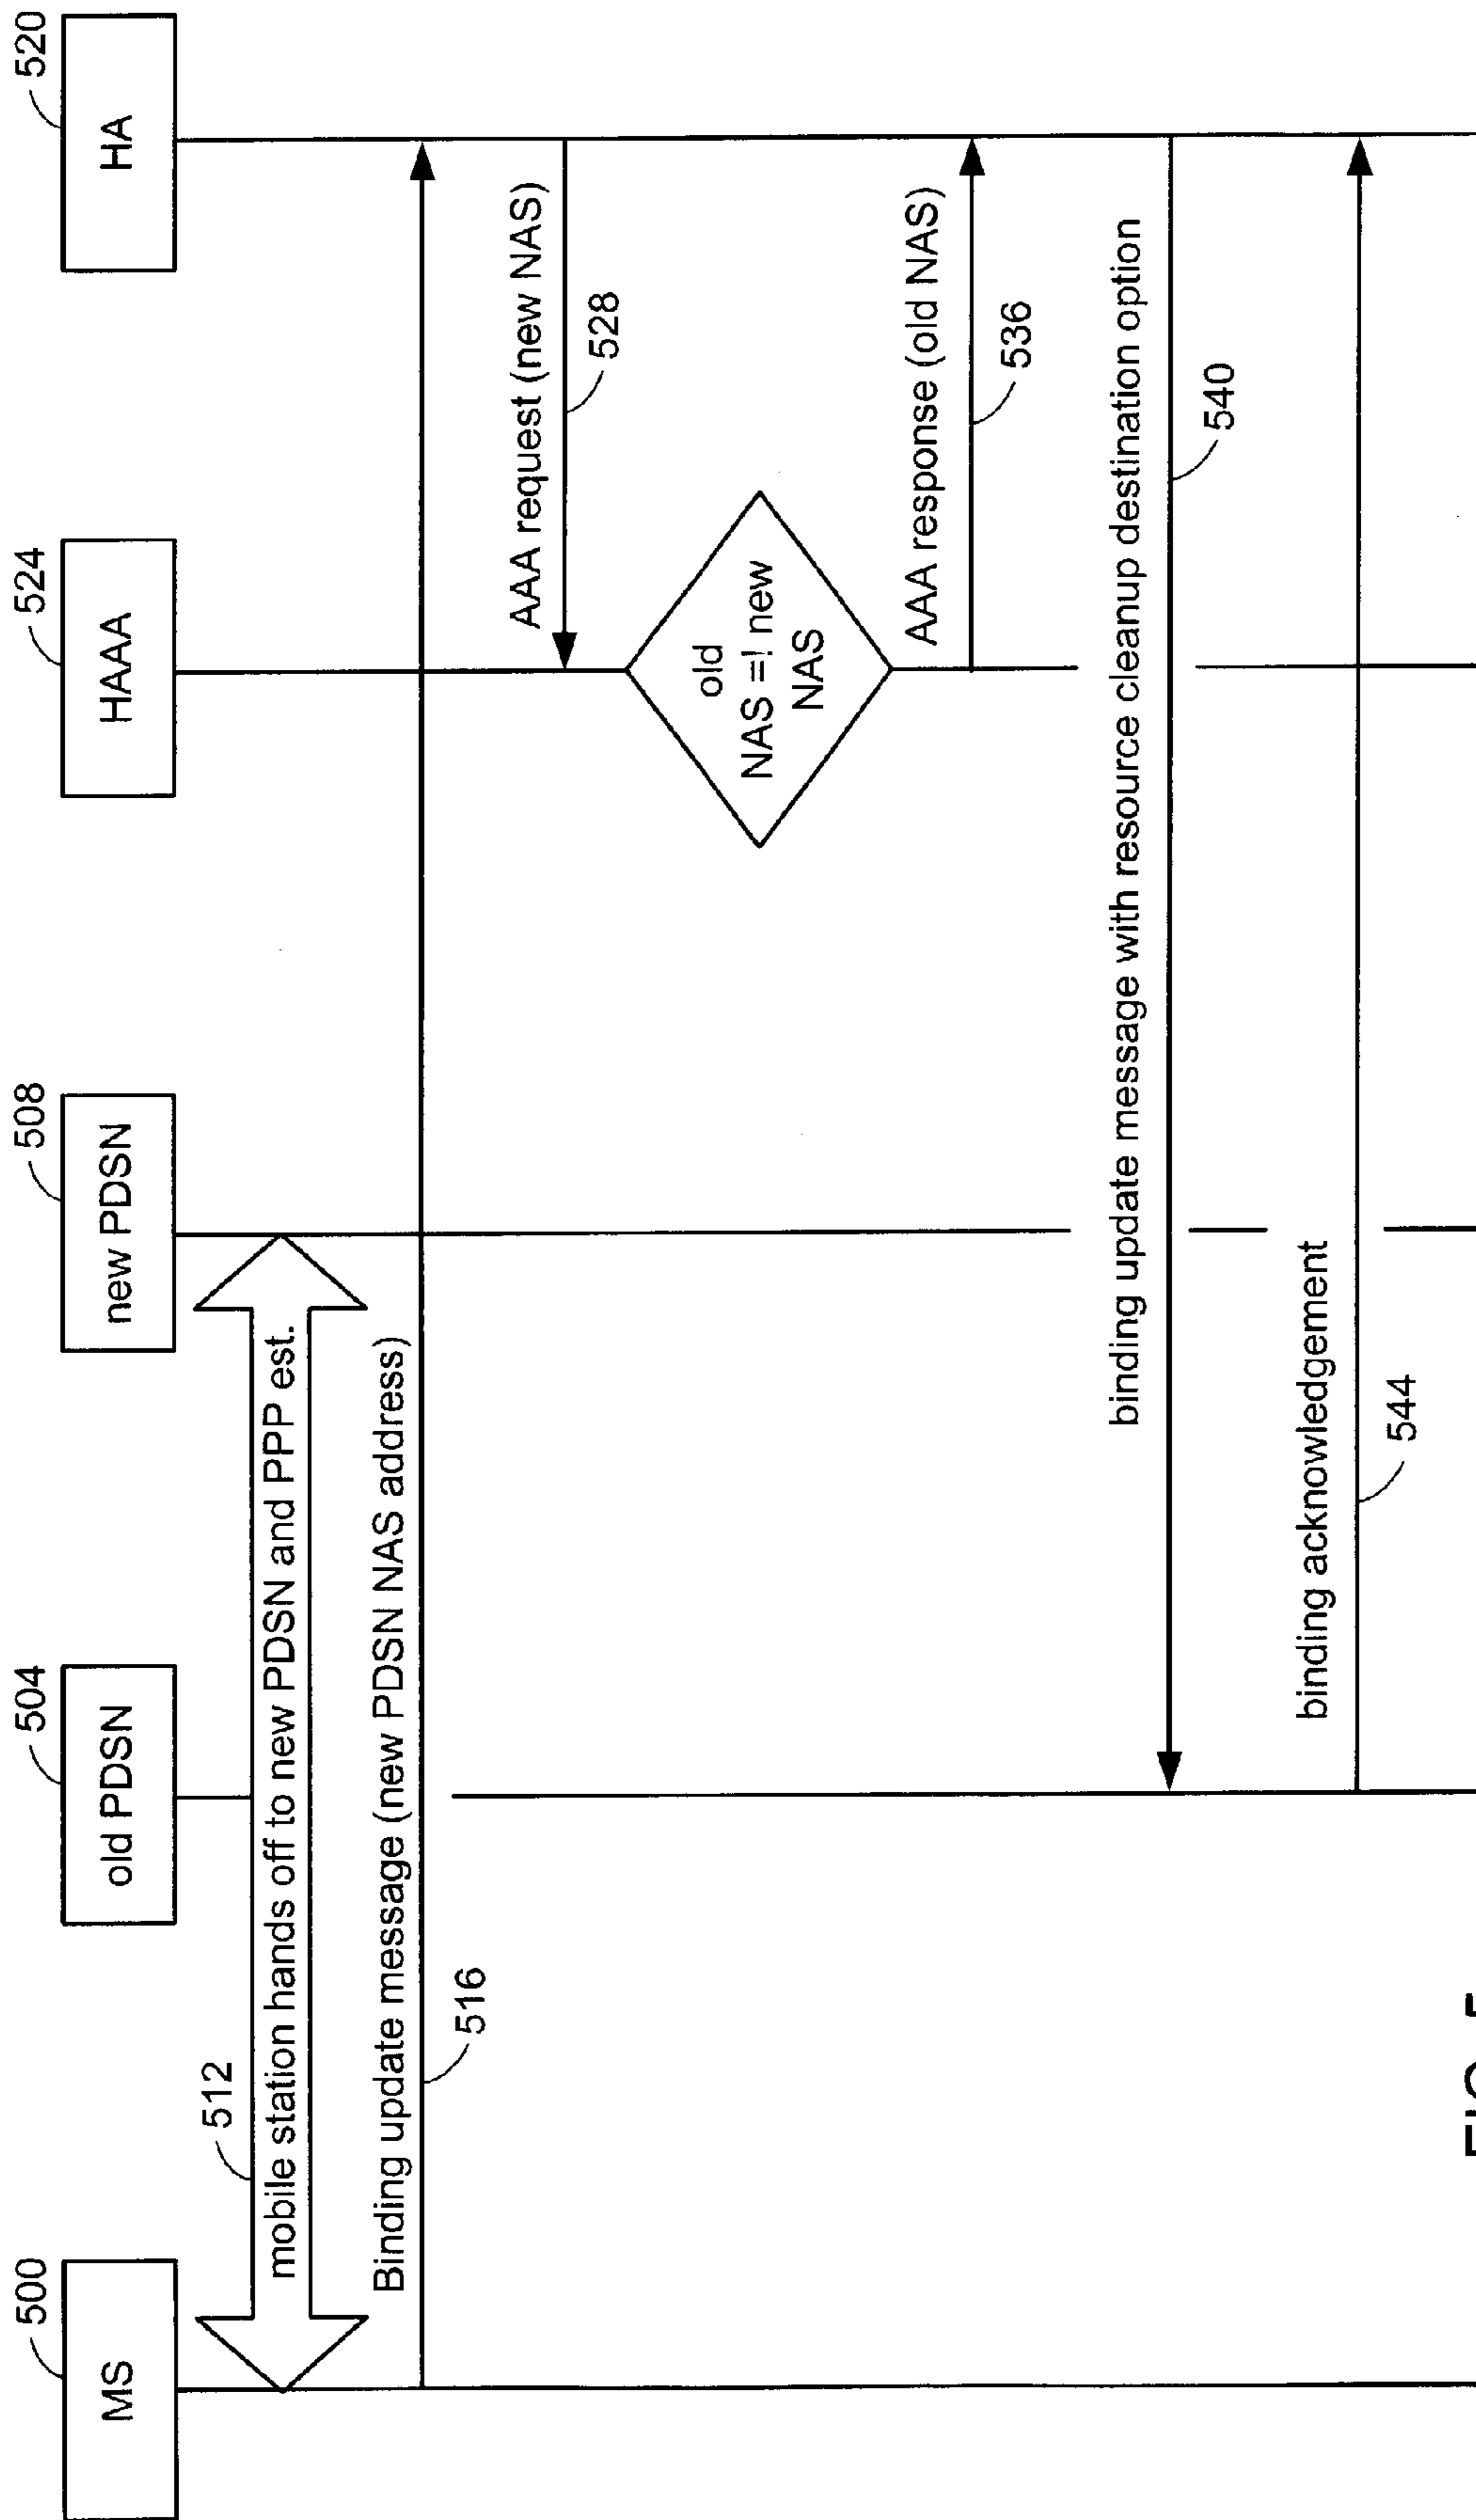 500
MS
504
old PDSN
508
new PDSN
524
HAAA
520
HA
512
mobile station hands off to new PDSN and PPP est.
Binding update message (new PDSN NAS address)
516
AAA request (new NAS)
528
old
NAS =! new
NAS
AAA response (old NAS)
536
binding update message with resource cleanup destination option
540
binding acknowledgement
544